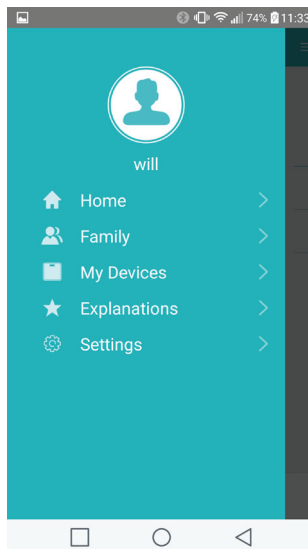 74% 11:33
will
Home
Family
My Devices
Explanations
Settings